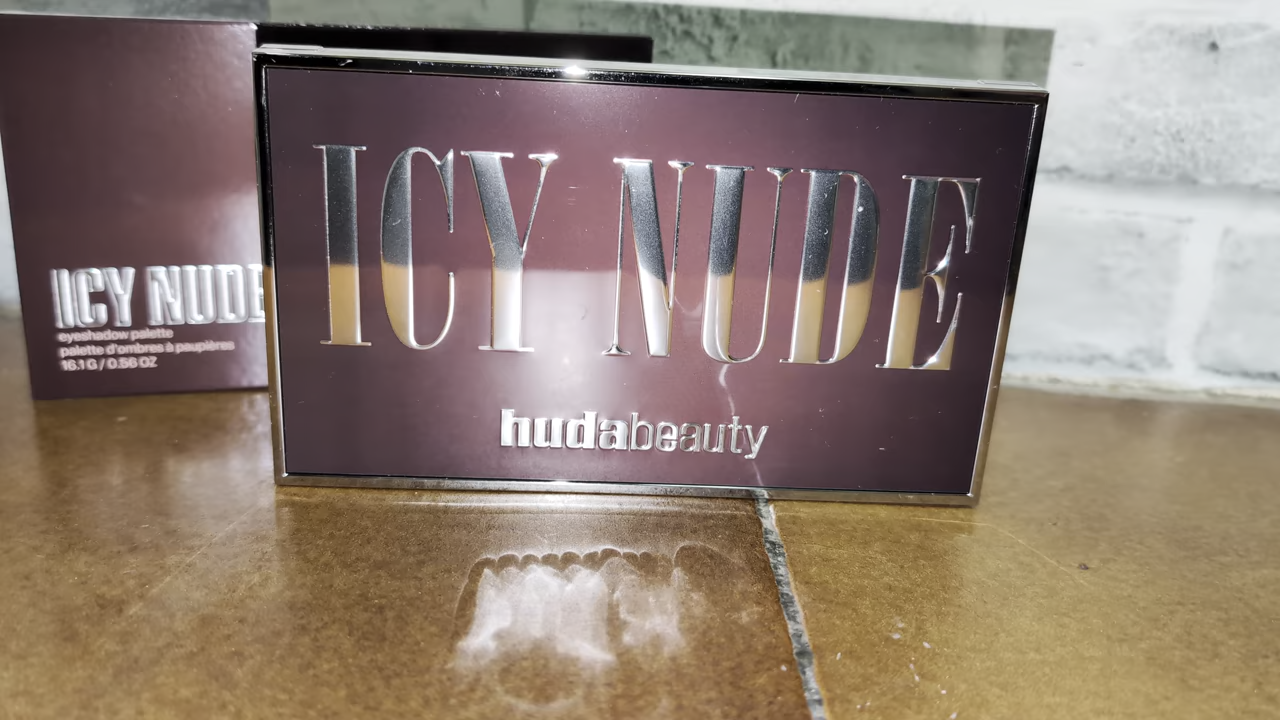 ICY NUDE
eyeshadow palette
palette d'ombres à paupières
16.1 G / 0.56 OZ
ICY NUDE
hudabeauty